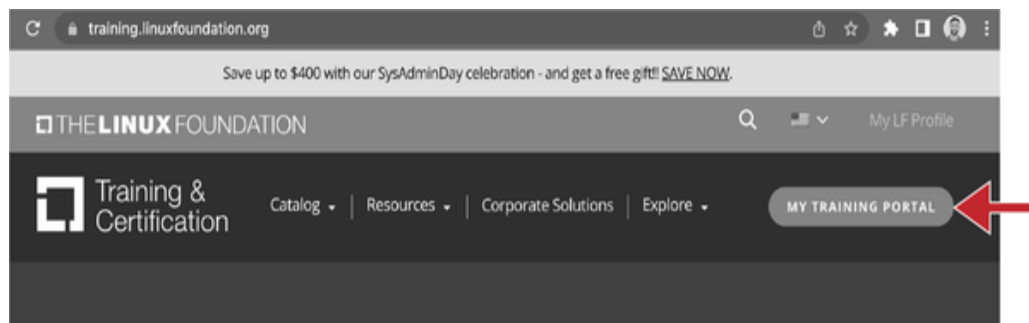 training.linuxfoundation.org
Save up to $400 with our SysAdminDay celebration - and get a free gift!! SAVE NOW.
THE LINUX FOUNDATION
My LF Profile
Training &
Certification
Catalog
Resources
Corporate Solutions
Explore
MY TRAINING PORTAL